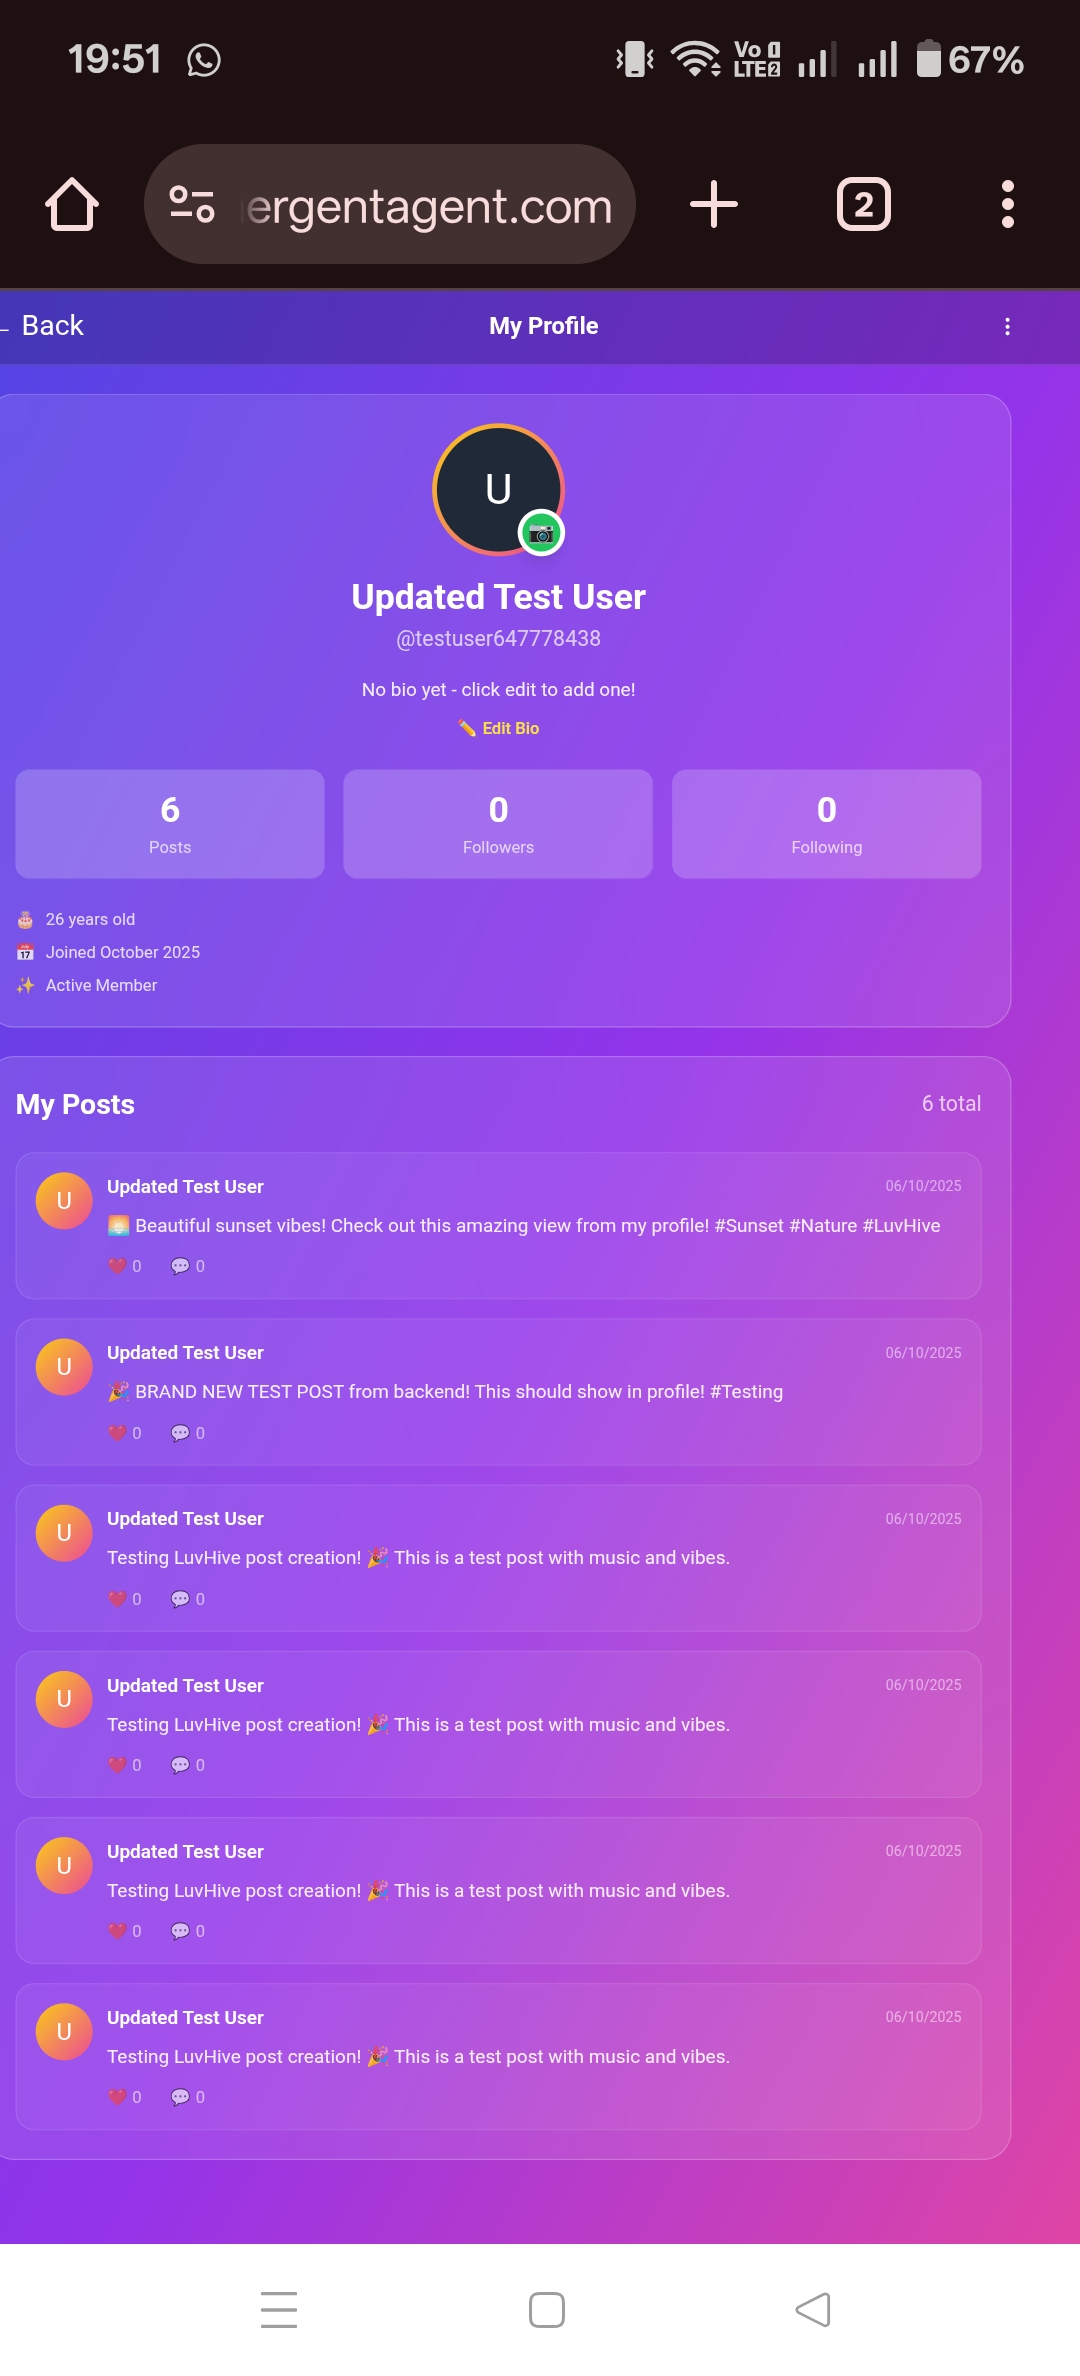 19:51 Vo 1 LTE 2 67%
ergentagent.com 2
← Back My Profile
U
Updated Test User
@testuser647778438
No bio yet - click edit to add one!
✏️ Edit Bio
6 0 0
Posts Followers Following
🎂 26 years old
📅 Joined October 2025
✨ Active Member
My Posts 6 total
U Updated Test User 06/10/2025
🌅 Beautiful sunset vibes! Check out this amazing view from my profile! #Sunset #Nature #LuvHive
❤️ 0 💬 0
U Updated Test User 06/10/2025
🎉 BRAND NEW TEST POST from backend! This should show in profile! #Testing
❤️ 0 💬 0
U Updated Test User 06/10/2025
Testing LuvHive post creation! 🎉 This is a test post with music and vibes.
❤️ 0 💬 0
U Updated Test User 06/10/2025
Testing LuvHive post creation! 🎉 This is a test post with music and vibes.
❤️ 0 💬 0
U Updated Test User 06/10/2025
Testing LuvHive post creation! 🎉 This is a test post with music and vibes.
❤️ 0 💬 0
U Updated Test User 06/10/2025
Testing LuvHive post creation! 🎉 This is a test post with music and vibes.
❤️ 0 💬 0